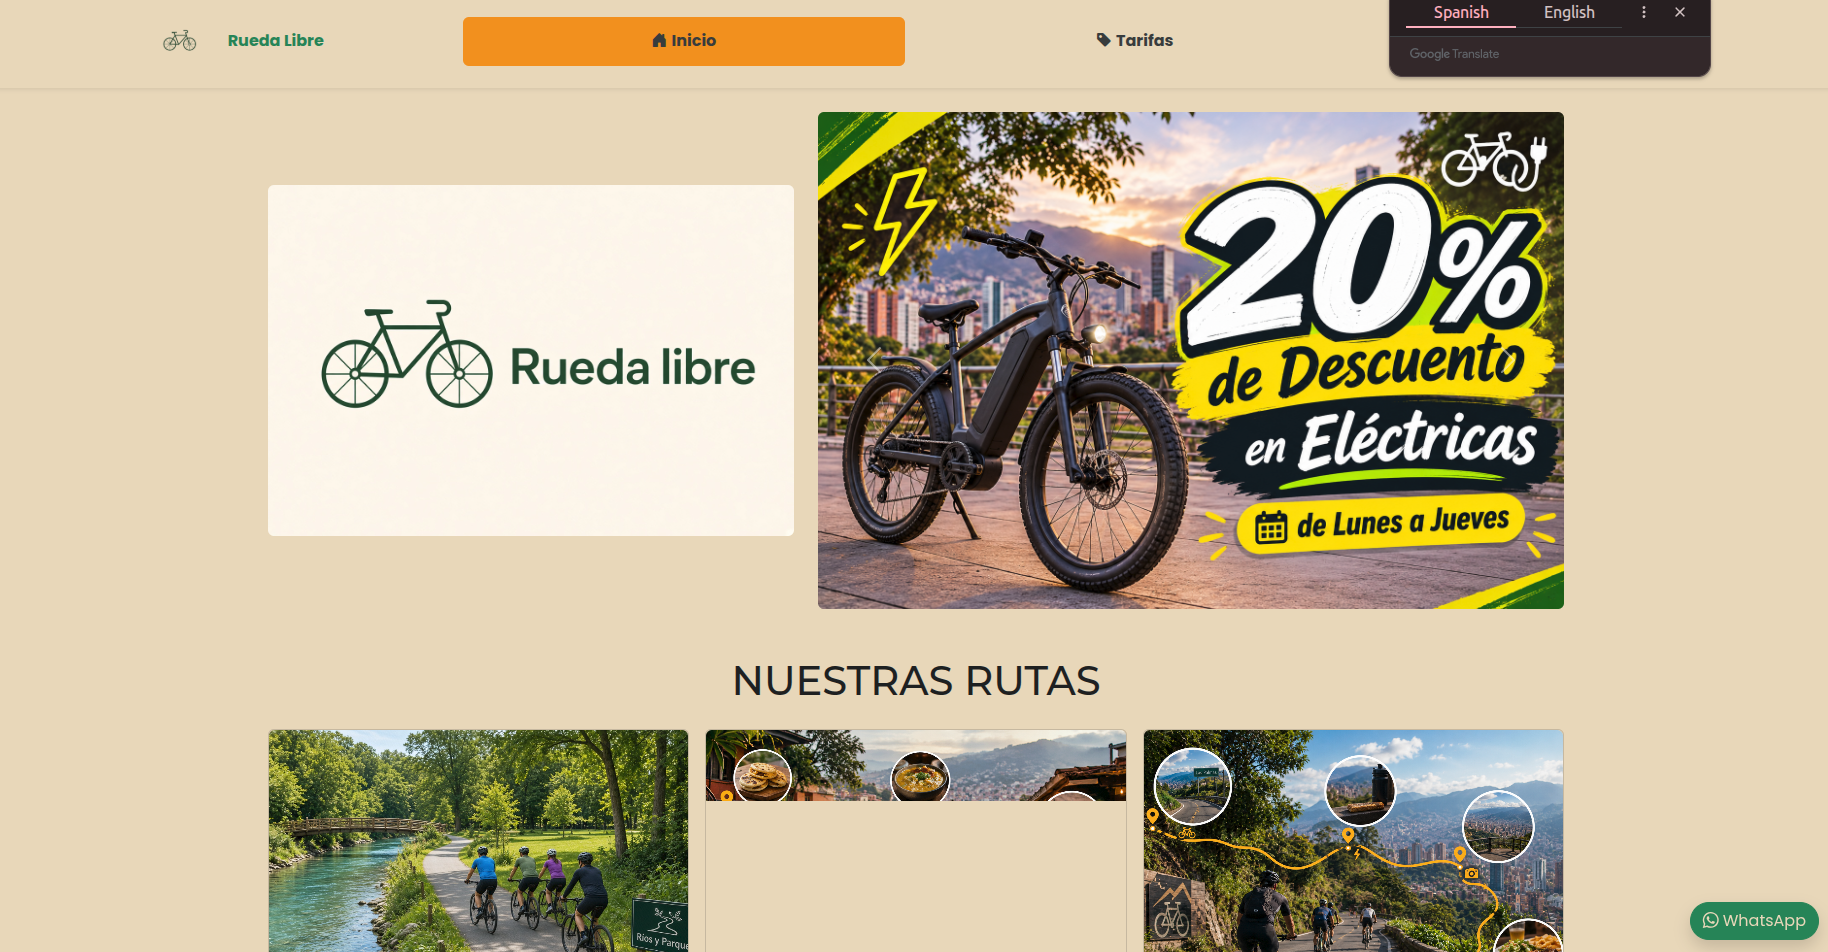 Rueda Libre
Inicio
Tarifas
Spanish
English
Google Translate
Rueda libre
20%
de Descuento
en Eléctricas
de Lunes a Jueves
NUESTRAS RUTAS
Ríos y Parque
WhatsApp